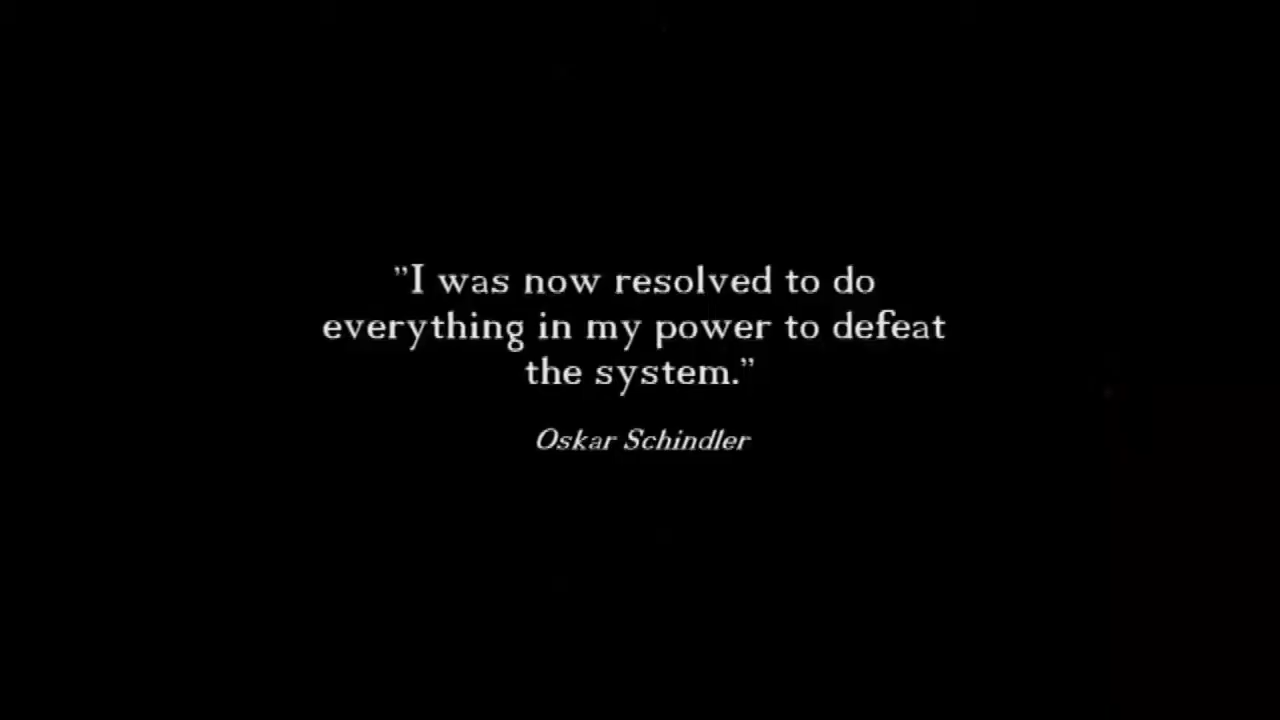 ”I was now resolved to do
everything in my power to defeat
the system.”
Oskar Schindler